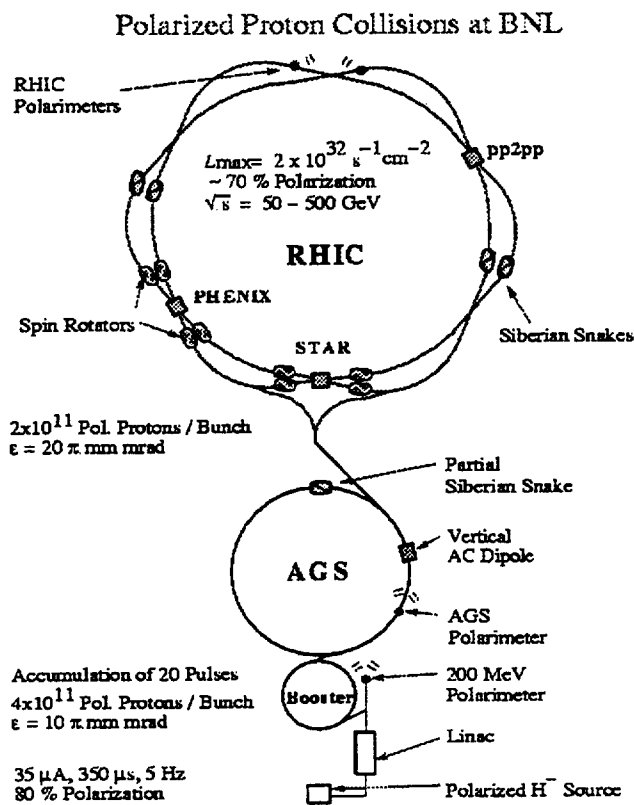 Polarized Proton Collisions at BNL
RHIC
Polarimeters
Lmax= 2 x 10^32 s^-1 cm^-2
~ 70 % Polarization
√s = 50 – 500 GeV
RHIC
pp2pp
PHENIX
Spin Rotators
STAR
Siberian Snakes
2x10^11 Pol. Protons / Bunch
ε = 20 π mm mrad
Partial
Siberian Snake
AGS
Vertical
AC Dipole
AGS
Polarimeter
Accumulation of 20 Pulses
4x10^11 Pol. Protons / Bunch
ε = 10 π mm mrad
Booster
200 MeV
Polarimeter
Linac
35 μA, 350 μs, 5 Hz
80 % Polarization
Polarized H^- Source